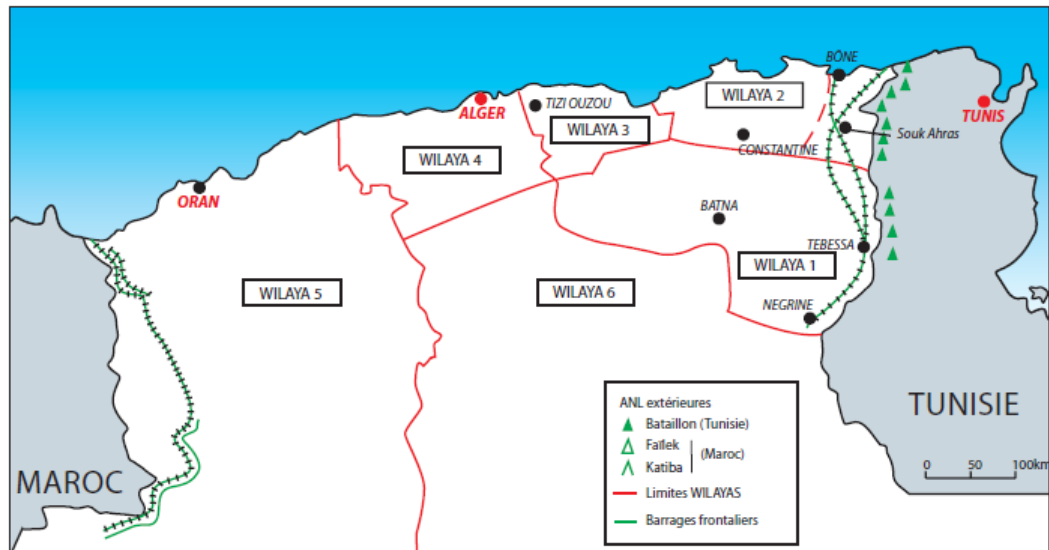 BÔNE
WILAYA 2
TIZI OUZOU
ALGER
TUNIS
WILAYA 3
Souk Ahras
CONSTANTINE
WILAYA 4
ORAN
BATNA
TEBESSA
WILAYA 1
WILAYA 5
WILAYA 6
NEGRINE
ANL extérieures
Bataillon (Tunisie)
Faïlek
(Maroc)
Katiba
Limites WILAYAS
Barrages frontaliers
TUNISIE
0 50 100km
MAROC